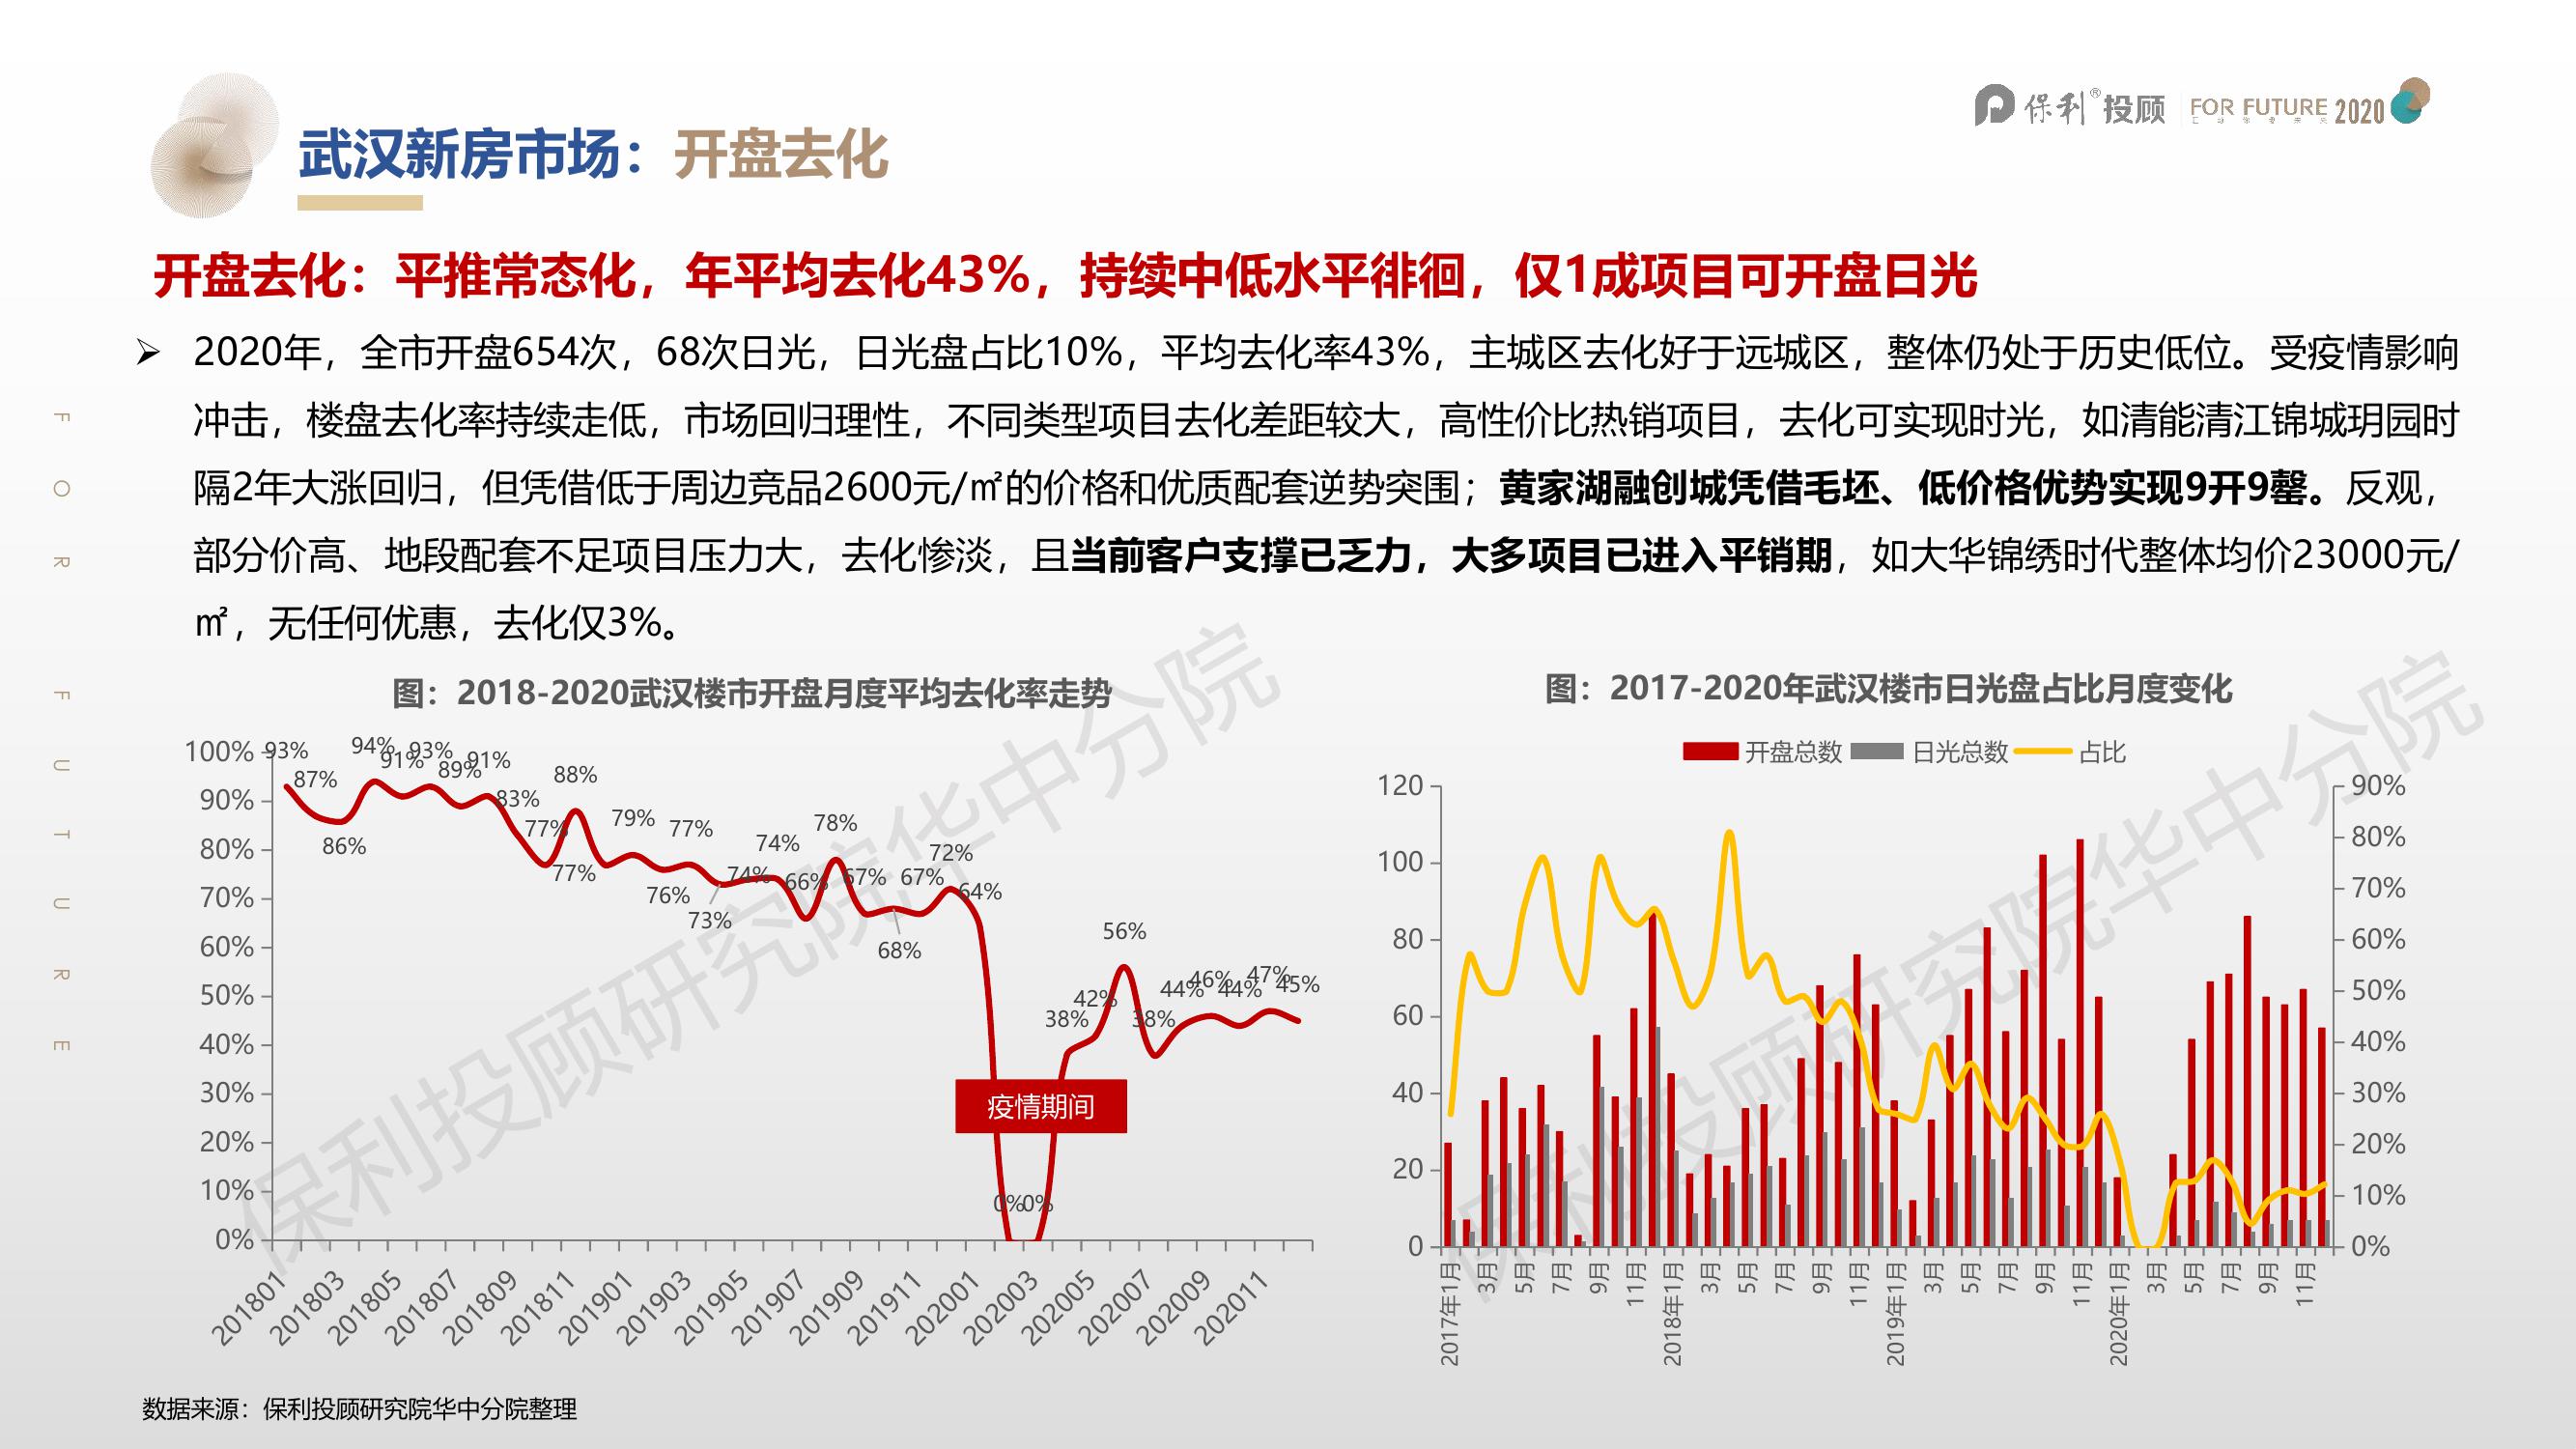 保利®投顾 FOR FUTURE 2020
武汉新房市场：开盘去化
开盘去化：平推常态化，年平均去化43%，持续中低水平徘徊，仅1成项目可开盘日光
➢ 2020年，全市开盘654次，68次日光，日光盘占比10%，平均去化率43%，主城区去化好于远城区，整体仍处于历史低位。受疫情影响
冲击，楼盘去化率持续走低，市场回归理性，不同类型项目去化差距较大，高性价比热销项目，去化可实现时光，如清能清江锦城玥园时
隔2年大涨回归，但凭借低于周边竞品2600元/㎡的价格和优质配套逆势突围；黄家湖融创城凭借毛坯、低价格优势实现9开9罄。反观，
部分价高、地段配套不足项目压力大，去化惨淡，且当前客户支撑已乏力，大多项目已进入平销期，如大华锦绣时代整体均价23000元/
㎡，无任何优惠，去化仅3%。
FOR FUTURE
图：2018-2020武汉楼市开盘月度平均去化率走势
100%
90%
80%
70%
60%
50%
40%
30%
20%
10%
0%
93%
87%
86%
94%
91%
93%
89%
91%
83%
77%
88%
77%
79%
76%
77%
73%
74%
74%
66%
78%
67%
68%
67%
72%
64%
0%
0%
38%
42%
56%
38%
44%
46%
44%
47%
45%
疫情期间
201801
201803
201805
201807
201809
201811
201901
201903
201905
201907
201909
201911
202001
202003
202005
202007
202009
202011
图：2017-2020年武汉楼市日光盘占比月度变化
开盘总数 日光总数 占比
120
100
80
60
40
20
0
90%
80%
70%
60%
50%
40%
30%
20%
10%
0%
2017年1月
3月
5月
7月
9月
11月
2018年1月
3月
5月
7月
9月
11月
2019年1月
3月
5月
7月
9月
11月
2020年1月
3月
5月
7月
9月
11月
保利投顾研究院华中分院
保利投顾研究院华中分院
数据来源：保利投顾研究院华中分院整理